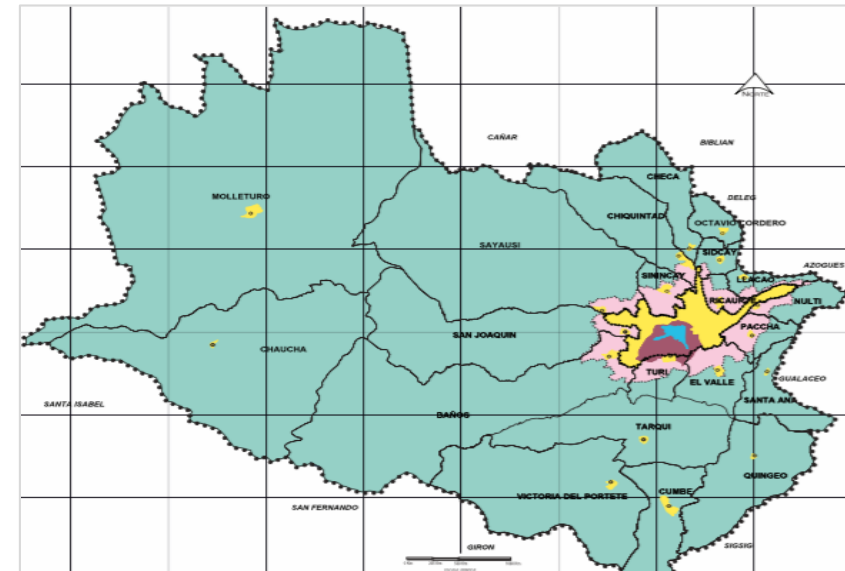 NORTE
CAÑAR
BIBLIAN
CHECA
DELEG
MOLLETURO
CHIQUINTAD
OCTAVIO CORDERO
SAYAUSI
SIDCAY
AZOGUES
SININCAY
LLACAO
RICAURTE
NULTI
SAN JOAQUIN
PACCHA
CHAUCHA
TURI
EL VALLE
GUALACEO
SANTA ANA
SANTA ISABEL
BAÑOS
TARQUI
QUINGEO
VICTORIA DEL PORTETE
CUMBE
SAN FERNANDO
GIRON
SIGSIG